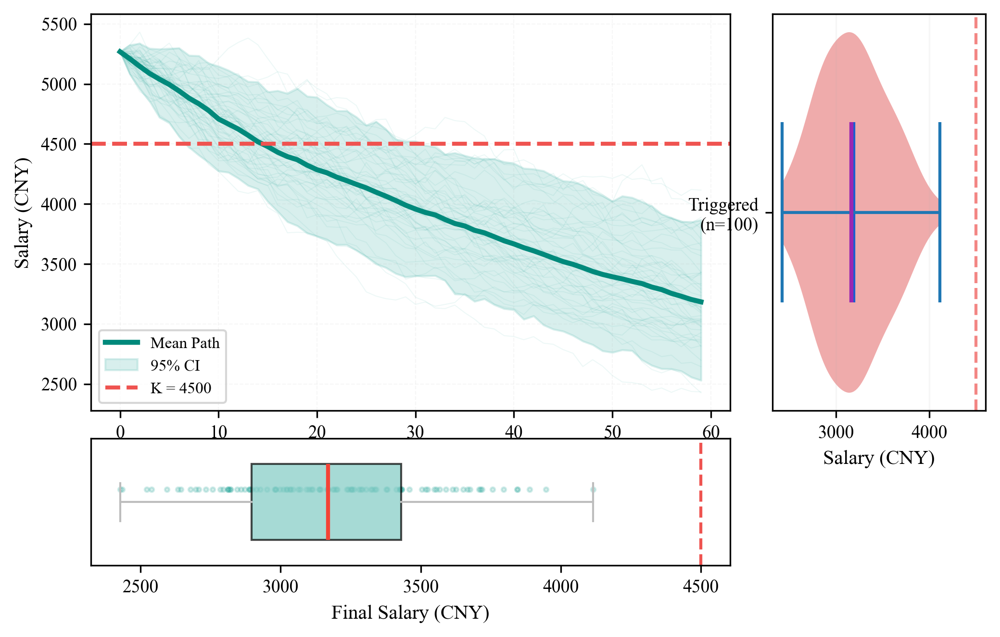 5500
5000
4500
4000
3500
3000
2500
Salary (CNY)
Mean Path
95% CI
K = 4500
0 10 20 30 40 50 60
Triggered
(n=100)
3000 4000
Salary (CNY)
2500 3000 3500 4000 4500
Final Salary (CNY)